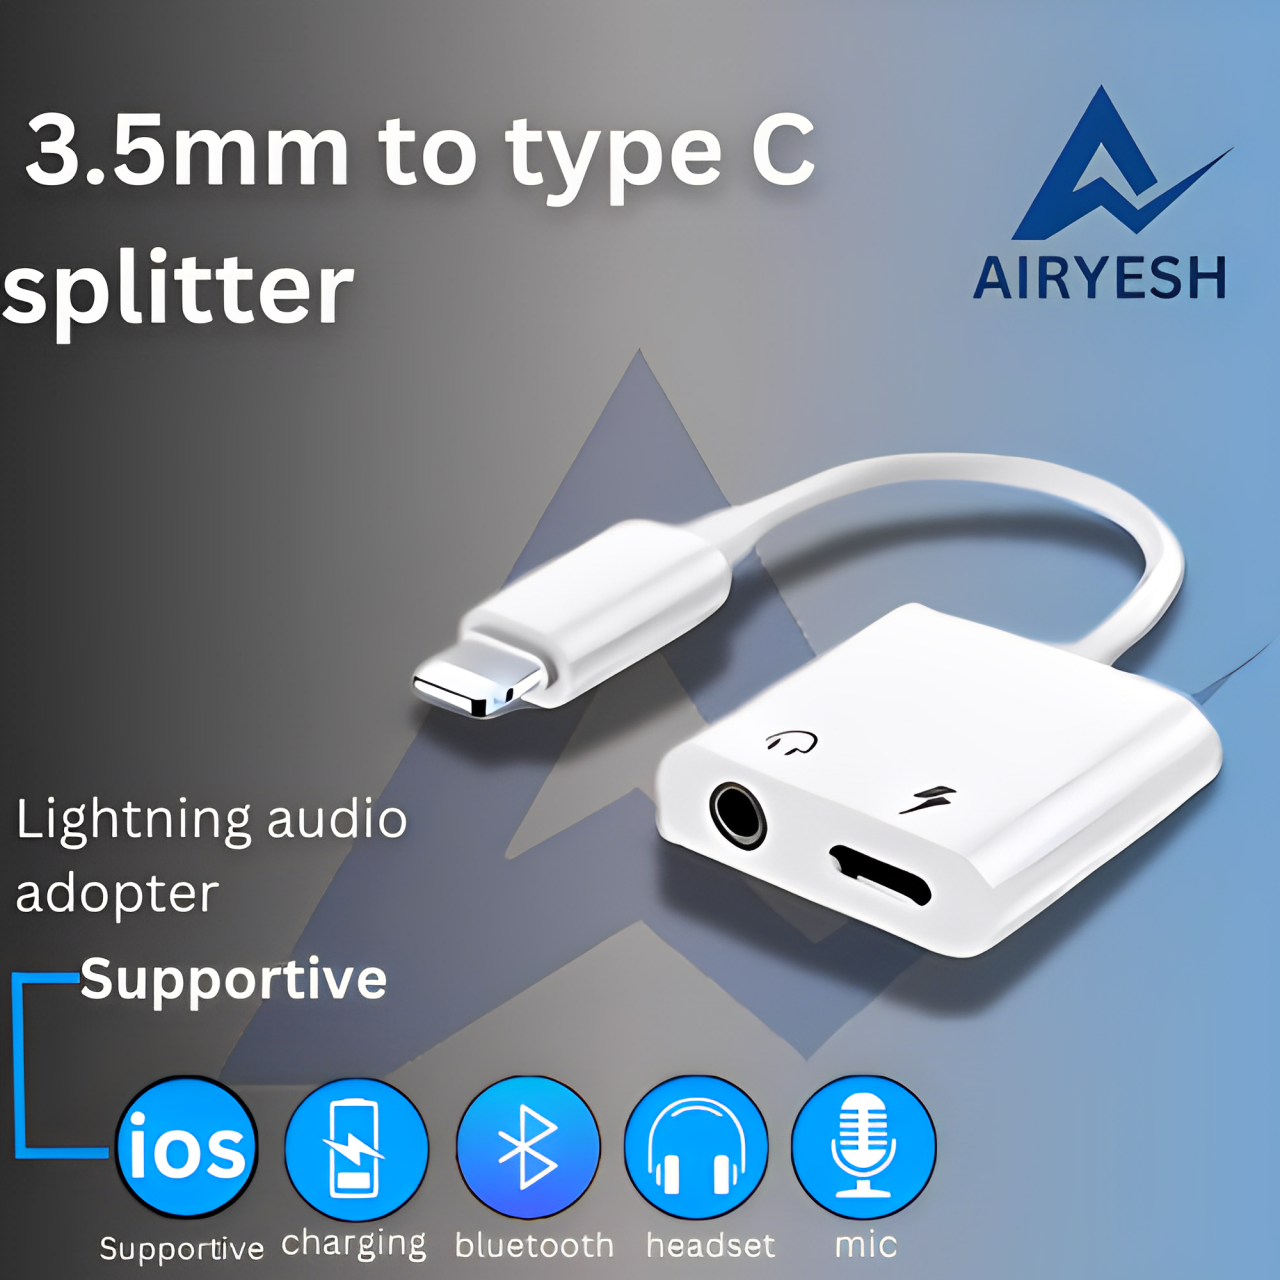 3.5mm to type C
splitter
AIRYESH
Lightning audio
adopter
Supportive
ios
Supportive
charging
bluetooth
headset
mic